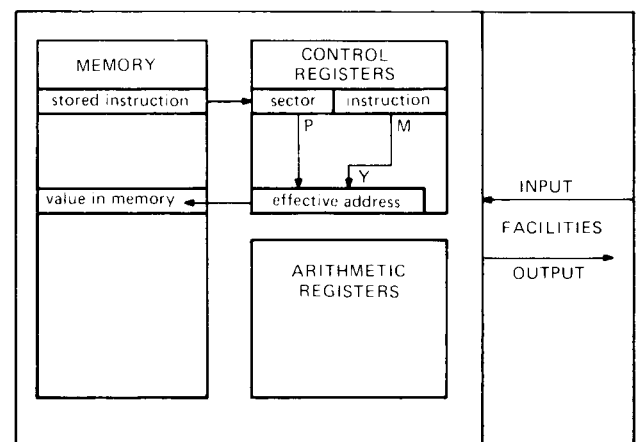 MEMORY
CONTROL
REGISTERS
stored instruction
sector
instruction
P
M
Y
value in memory
effective address
INPUT
FACILITIES
OUTPUT
ARITHMETIC
REGISTERS